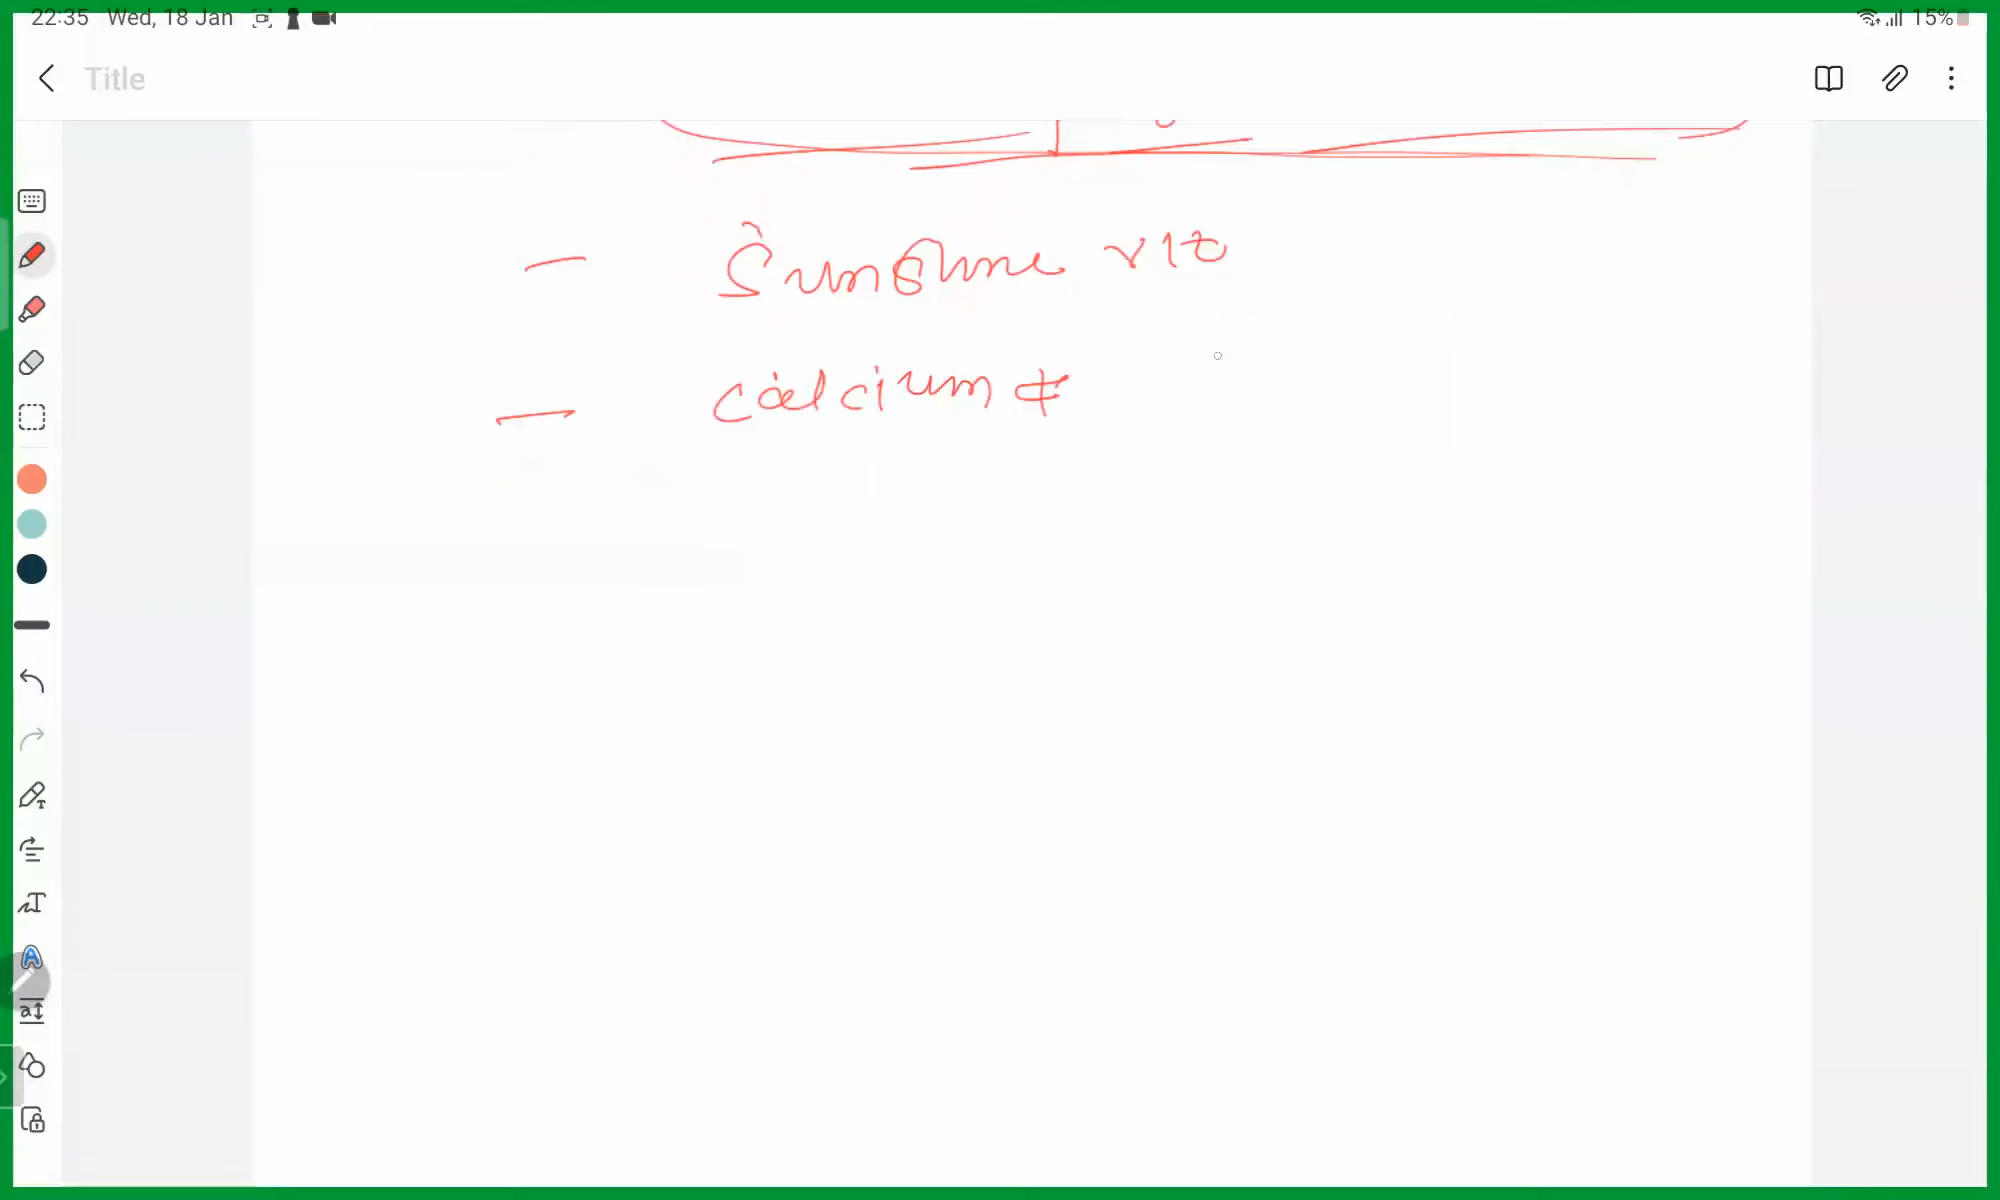 22:35 Wed, 18 Jan 15%
Title
- Sunshine vit
- calcium &